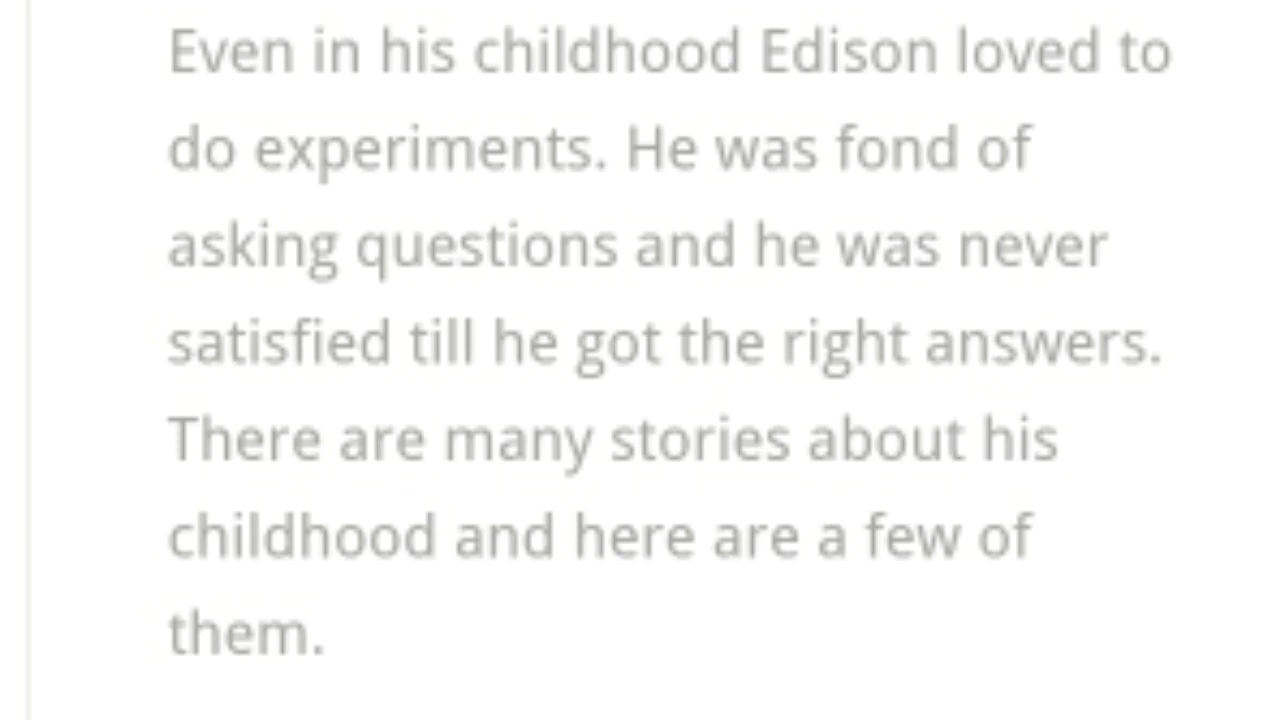 Even in his childhood Edison loved to
do experiments. He was fond of
asking questions and he was never
satisfied till he got the right answers.
There are many stories about his
childhood and here are a few of
them.